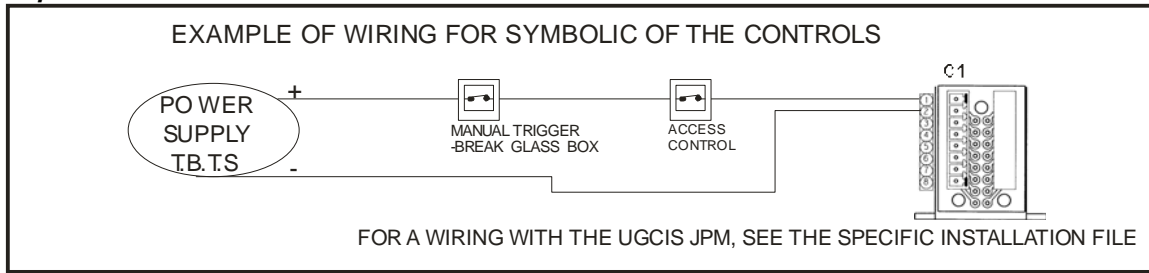 EXAMPLE OF WIRING FOR SYMBOLIC OF THE CONTROLS
C1
+
PO WER
SUPPLY
T.B.T.S
-
MANUAL TRIGGER
-BREAK GLASS BOX
ACCESS
CONTROL
1
2
3
4
5
6
7
8
FOR A WIRING WITH THE UGCIS JPM, SEE THE SPECIFIC INSTALLATION FILE